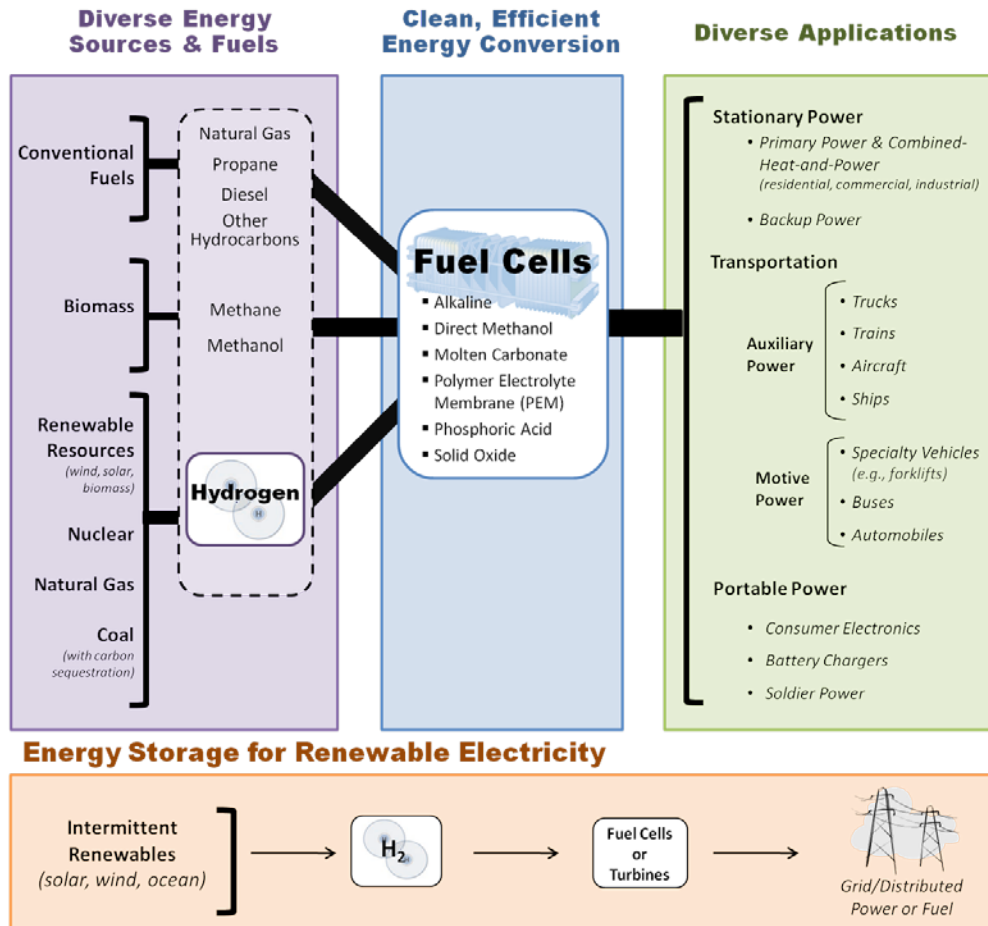 Diverse Energy
Sources & Fuels
Conventional
Fuels
Biomass
Renewable
Resources
(wind, solar,
biomass)
Nuclear
Natural Gas
Coal
(with carbon
sequestration)
Natural Gas
Propane
Diesel
Other
Hydrocarbons
Methane
Methanol
Hydrogen
H
Clean, Efficient
Energy Conversion
Fuel Cells
▪ Alkaline
▪ Direct Methanol
▪ Molten Carbonate
▪ Polymer Electrolyte
Membrane (PEM)
▪ Phosphoric Acid
▪ Solid Oxide
Diverse Applications
Stationary Power
• Primary Power & Combined-
Heat-and-Power
(residential, commercial, industrial)
• Backup Power
Transportation
Auxiliary
Power
• Trucks
• Trains
• Aircraft
• Ships
Motive
Power
• Specialty Vehicles
(e.g., forklifts)
• Buses
• Automobiles
Portable Power
• Consumer Electronics
• Battery Chargers
• Soldier Power
Energy Storage for Renewable Electricity
Intermittent
Renewables
(solar, wind, ocean)
H₂
Fuel Cells
or
Turbines
Grid/Distributed
Power or Fuel